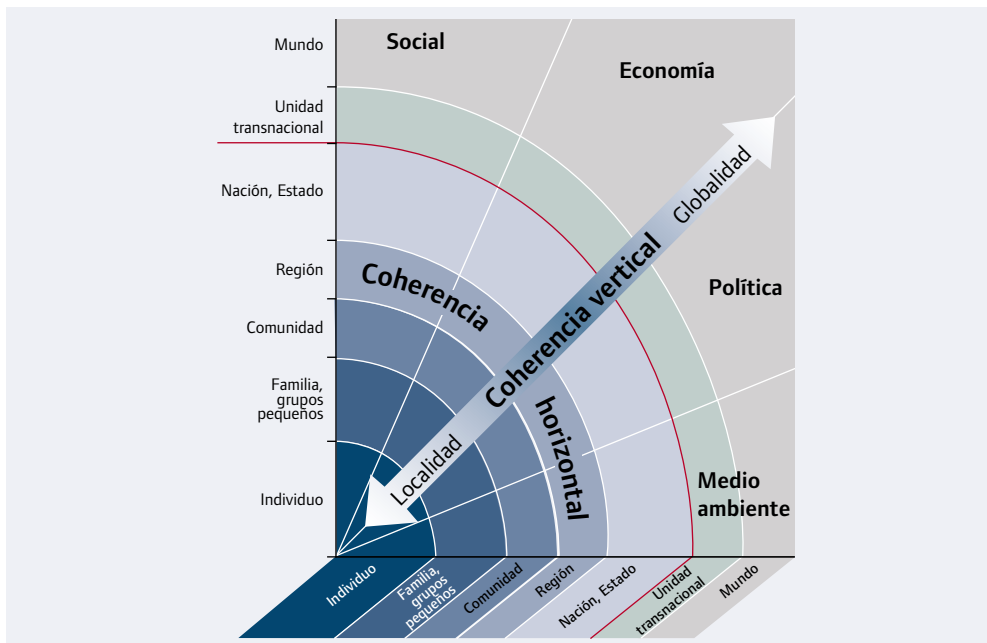 Mundo
Social
Economía
Unidad
transnacional
Nación, Estado
Globalidad
Región
Coherencia
Coherencia vertical
Política
Comunidad
Familia,
grupos
pequeños
horizontal
Localidad
Individuo
Medio
ambiente
Individuo
Familia,
grupos
pequeños
Comunidad
Región
Nación, Estado
Unidad
transnacional
Mundo